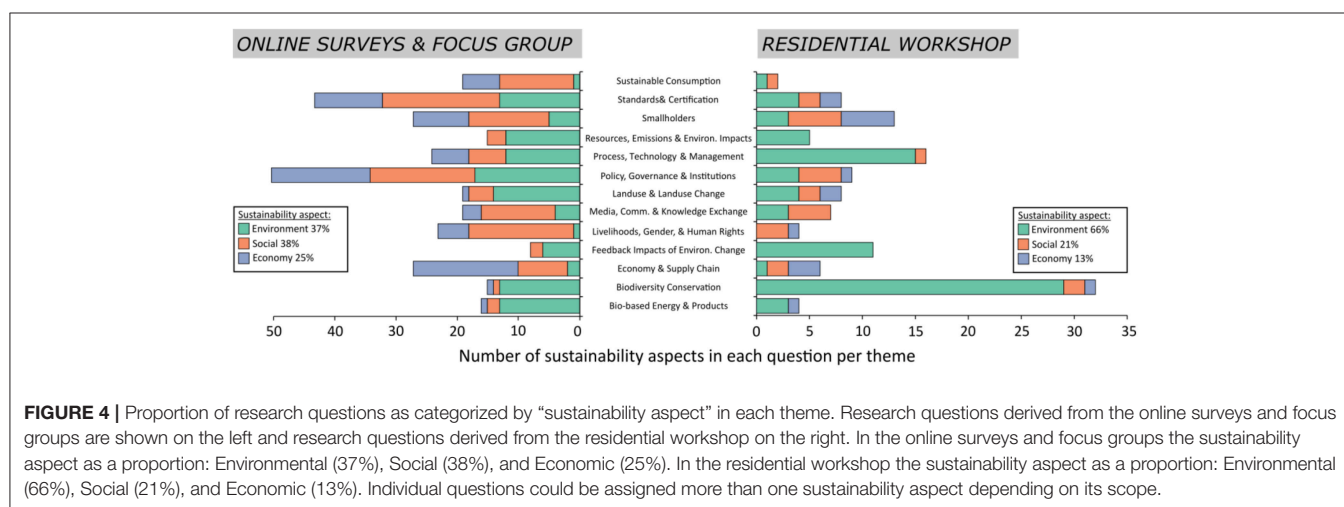 ONLINE SURVEYS & FOCUS GROUP
RESIDENTIAL WORKSHOP
Sustainable Consumption
Standards& Certification
Smallholders
Resources, Emissions & Environ. Impacts
Process, Technology & Management
Policy, Governance & Institutions
Landuse & Landuse Change
Media, Comm. & Knowledge Exchange
Livelihoods, Gender, & Human Rights
Feedback Impacts of Environ. Change
Economy & Supply Chain
Biodiversity Conservation
Bio-based Energy & Products
Sustainability aspect:
Environment 37%
Social 38%
Economy 25%
Sustainability aspect:
Environment 66%
Social 21%
Economy 13%
50 40 30 20 10 0
0 5 10 15 20 25 30 35
Number of sustainability aspects in each question per theme
FIGURE 4 | Proportion of research questions as categorized by “sustainability aspect” in each theme. Research questions derived from the online surveys and focus
groups are shown on the left and research questions derived from the residential workshop on the right. In the online surveys and focus groups the sustainability
aspect as a proportion: Environmental (37%), Social (38%), and Economic (25%). In the residential workshop the sustainability aspect as a proportion: Environmental
(66%), Social (21%), and Economic (13%). Individual questions could be assigned more than one sustainability aspect depending on its scope.